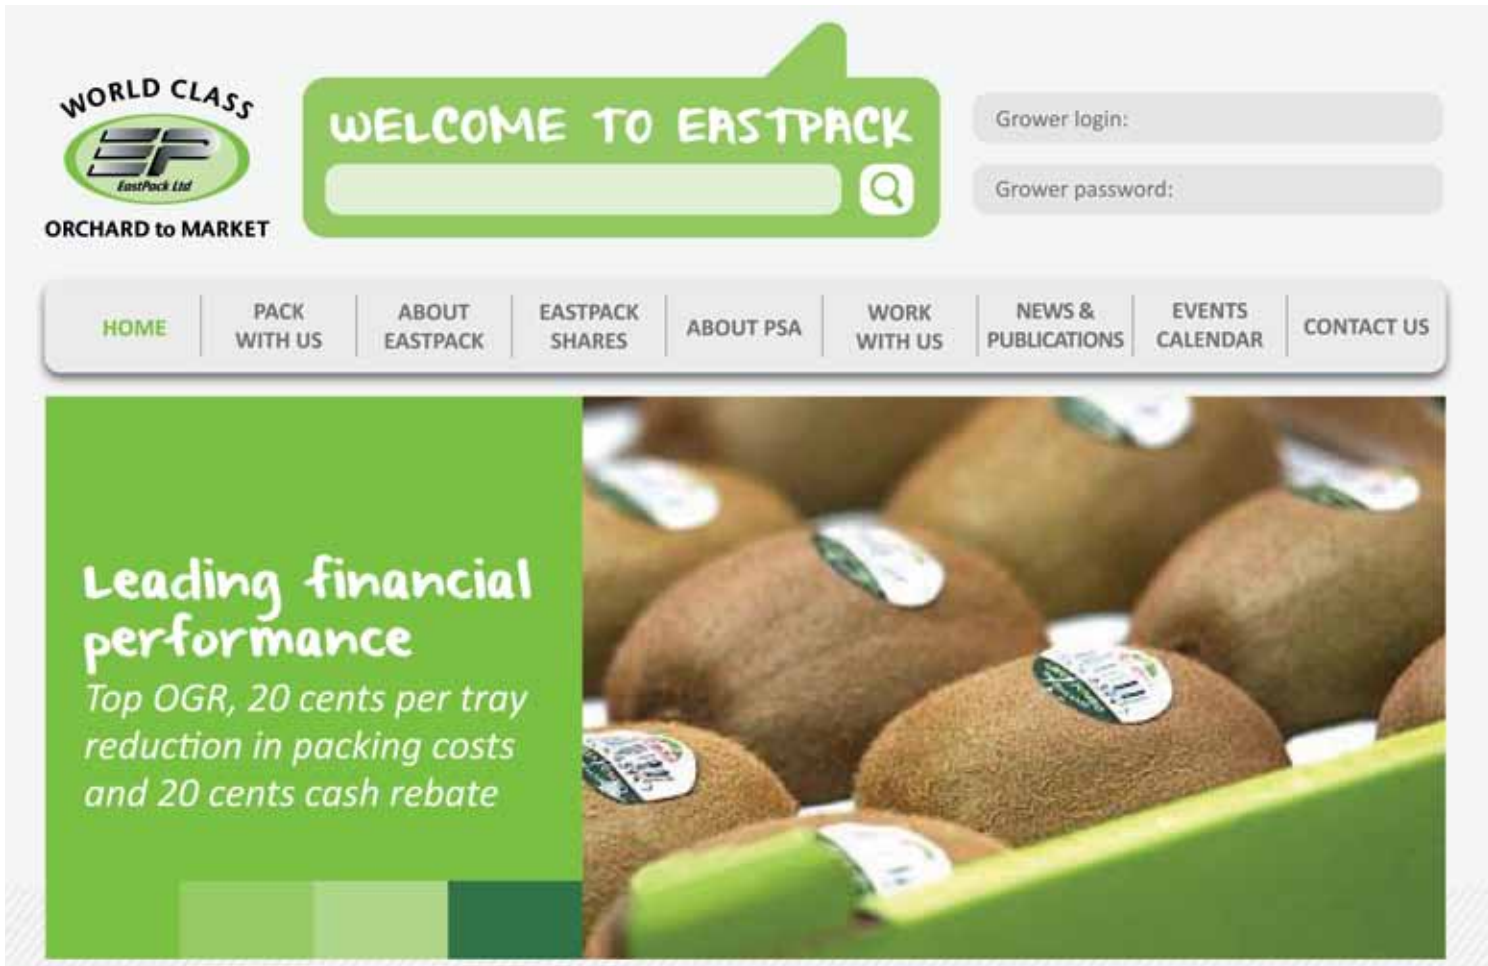 WORLD CLASS
EP
EastPack Ltd
ORCHARD to MARKET
WELCOME TO EASTPACK
Grower login:
Grower password:
HOME
PACK
WITH US
ABOUT
EASTPACK
EASTPACK
SHARES
ABOUT PSA
WORK
WITH US
NEWS &
PUBLICATIONS
EVENTS
CALENDAR
CONTACT US
Leading financial
performance
Top OGR, 20 cents per tray
reduction in packing costs
and 20 cents cash rebate